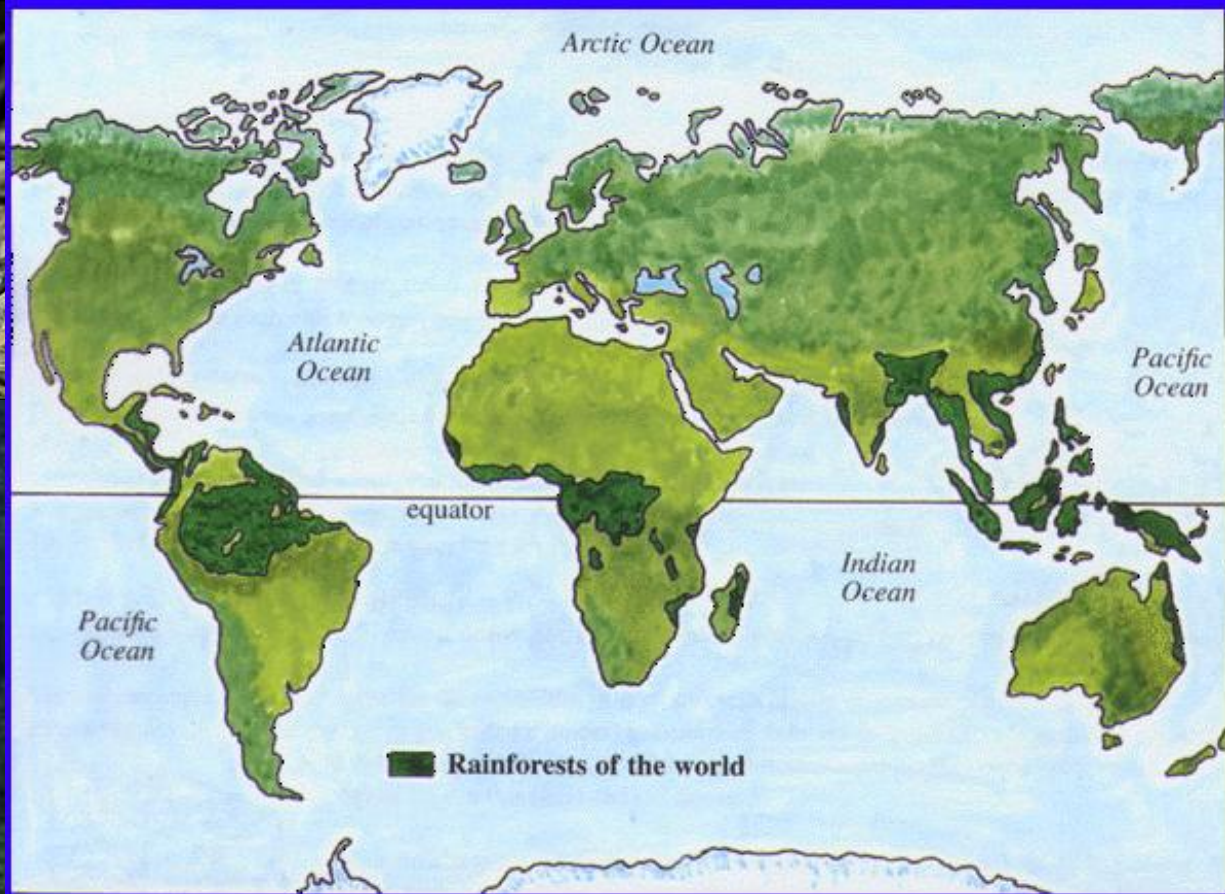 Arctic Ocean
Atlantic
Ocean
Pacific
Ocean
equator
Indian
Ocean
Pacific
Ocean
Rainforests of the world